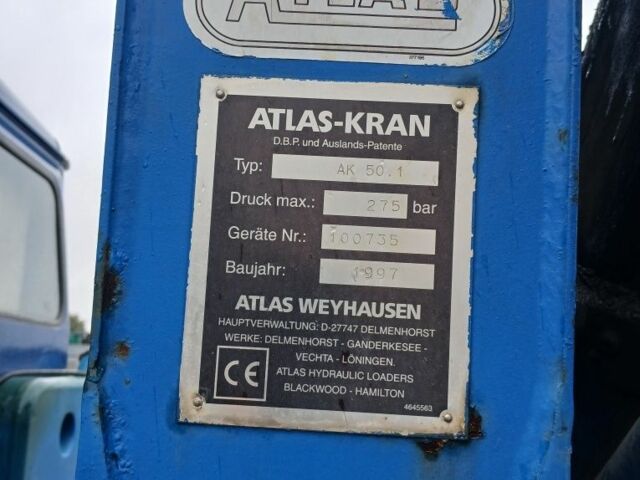 ATLAS
ATLAS-KRAN
D.B.P. und Auslands-Patente
Typ: AK 50.1
Druck max.: 275 bar
Geräte Nr.: 100735
Baujahr: 1997
ATLAS WEYHAUSEN
HAUPTVERWALTUNG: D-27747 DELMENHORST
WERKE: DELMENHORST - GANDERKESEE -
VECHTA - LÖNINGEN.
ATLAS HYDRAULIC LOADERS
BLACKWOOD - HAMILTON
CE
4645563